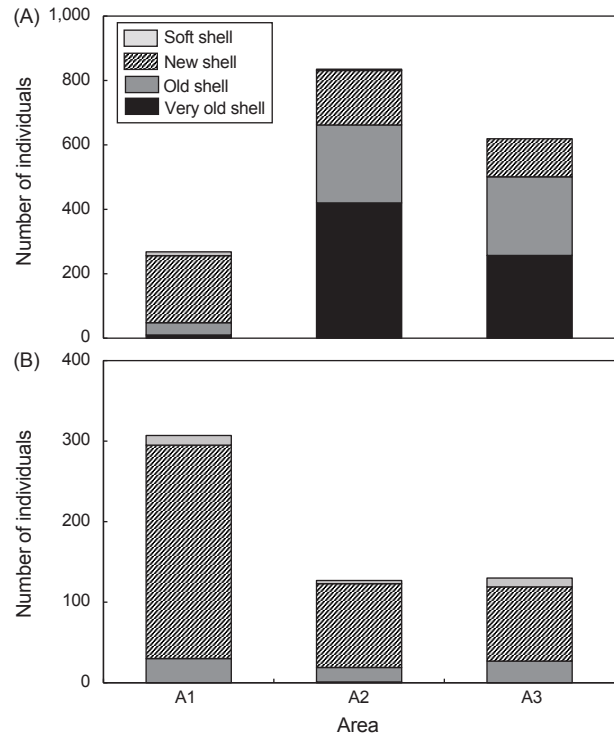 (A)
1,000
800
600
400
200
0
Number of individuals
Soft shell
New shell
Old shell
Very old shell
(B)
400
300
200
100
0
Number of individuals
A1 A2 A3
Area